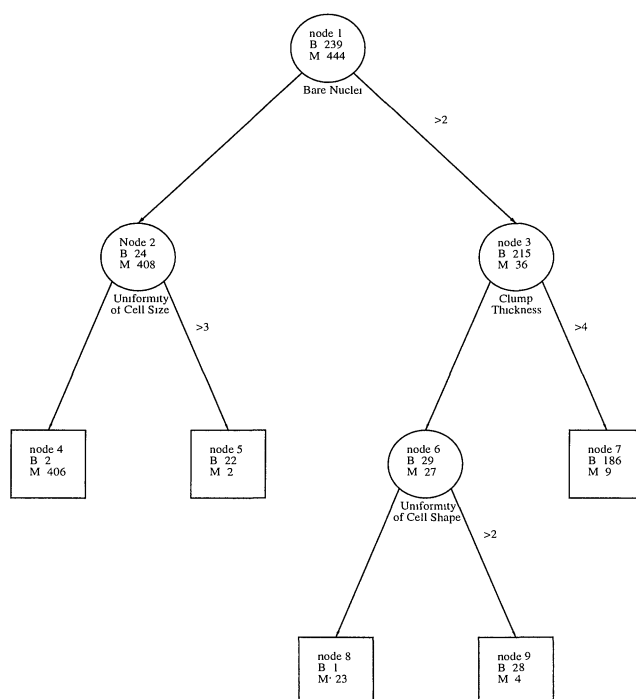 node 1
B 239
M 444
Bare Nuclei
>2
Node 2
B 24
M 408
Uniformity
of Cell Size
>3
node 3
B 215
M 36
Clump
Thickness
>4
node 4
B 2
M 406
node 5
B 22
M 2
node 6
B 29
M 27
Uniformity
of Cell Shape
>2
node 7
B 186
M 9
node 8
B 1
M· 23
node 9
B 28
M 4